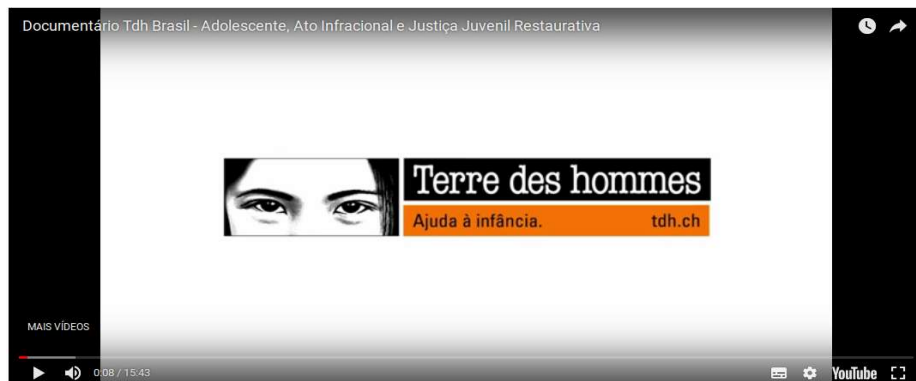 Documentário Tdh Brasil - Adolescente, Ato Infracional e Justiça Juvenil Restaurativa
Terre des hommes
Ajuda à infância. tdh.ch
MAIS VÍDEOS
0:08 / 15:43
YouTube